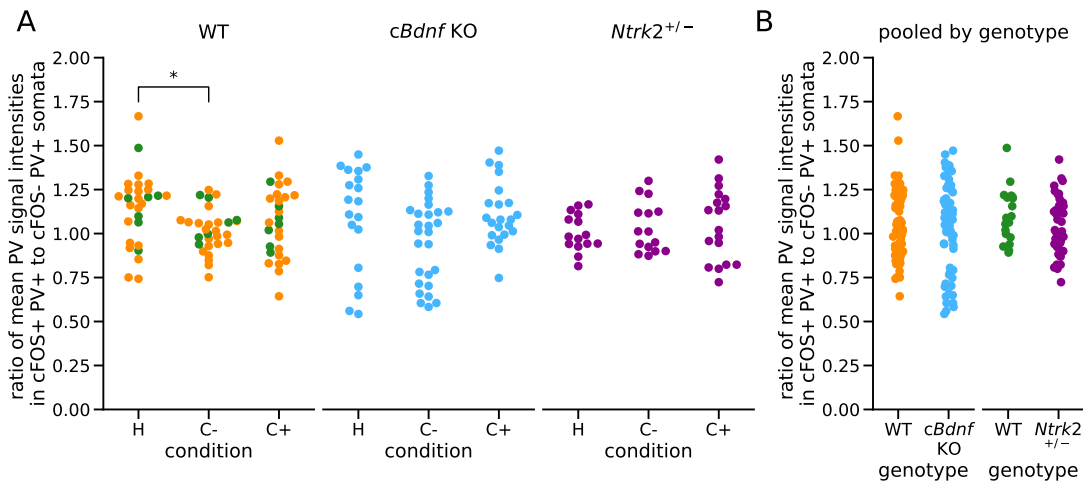 A
WT
cBdnf KO
Ntrk2+/−
*
ratio of mean PV signal intensities
in cFOS+ PV+ to cFOS- PV+ somata
2.00
1.75
1.50
1.25
1.00
0.75
0.50
0.25
0.00
H
C-
C+
condition
H
C-
C+
condition
H
C-
C+
condition
B
pooled by genotype
ratio of mean PV signal intensities
in cFOS+ PV+ to cFOS- PV+ somata
2.00
1.75
1.50
1.25
1.00
0.75
0.50
0.25
0.00
WT
cBdnf
KO
genotype
WT
Ntrk2
+/−
genotype